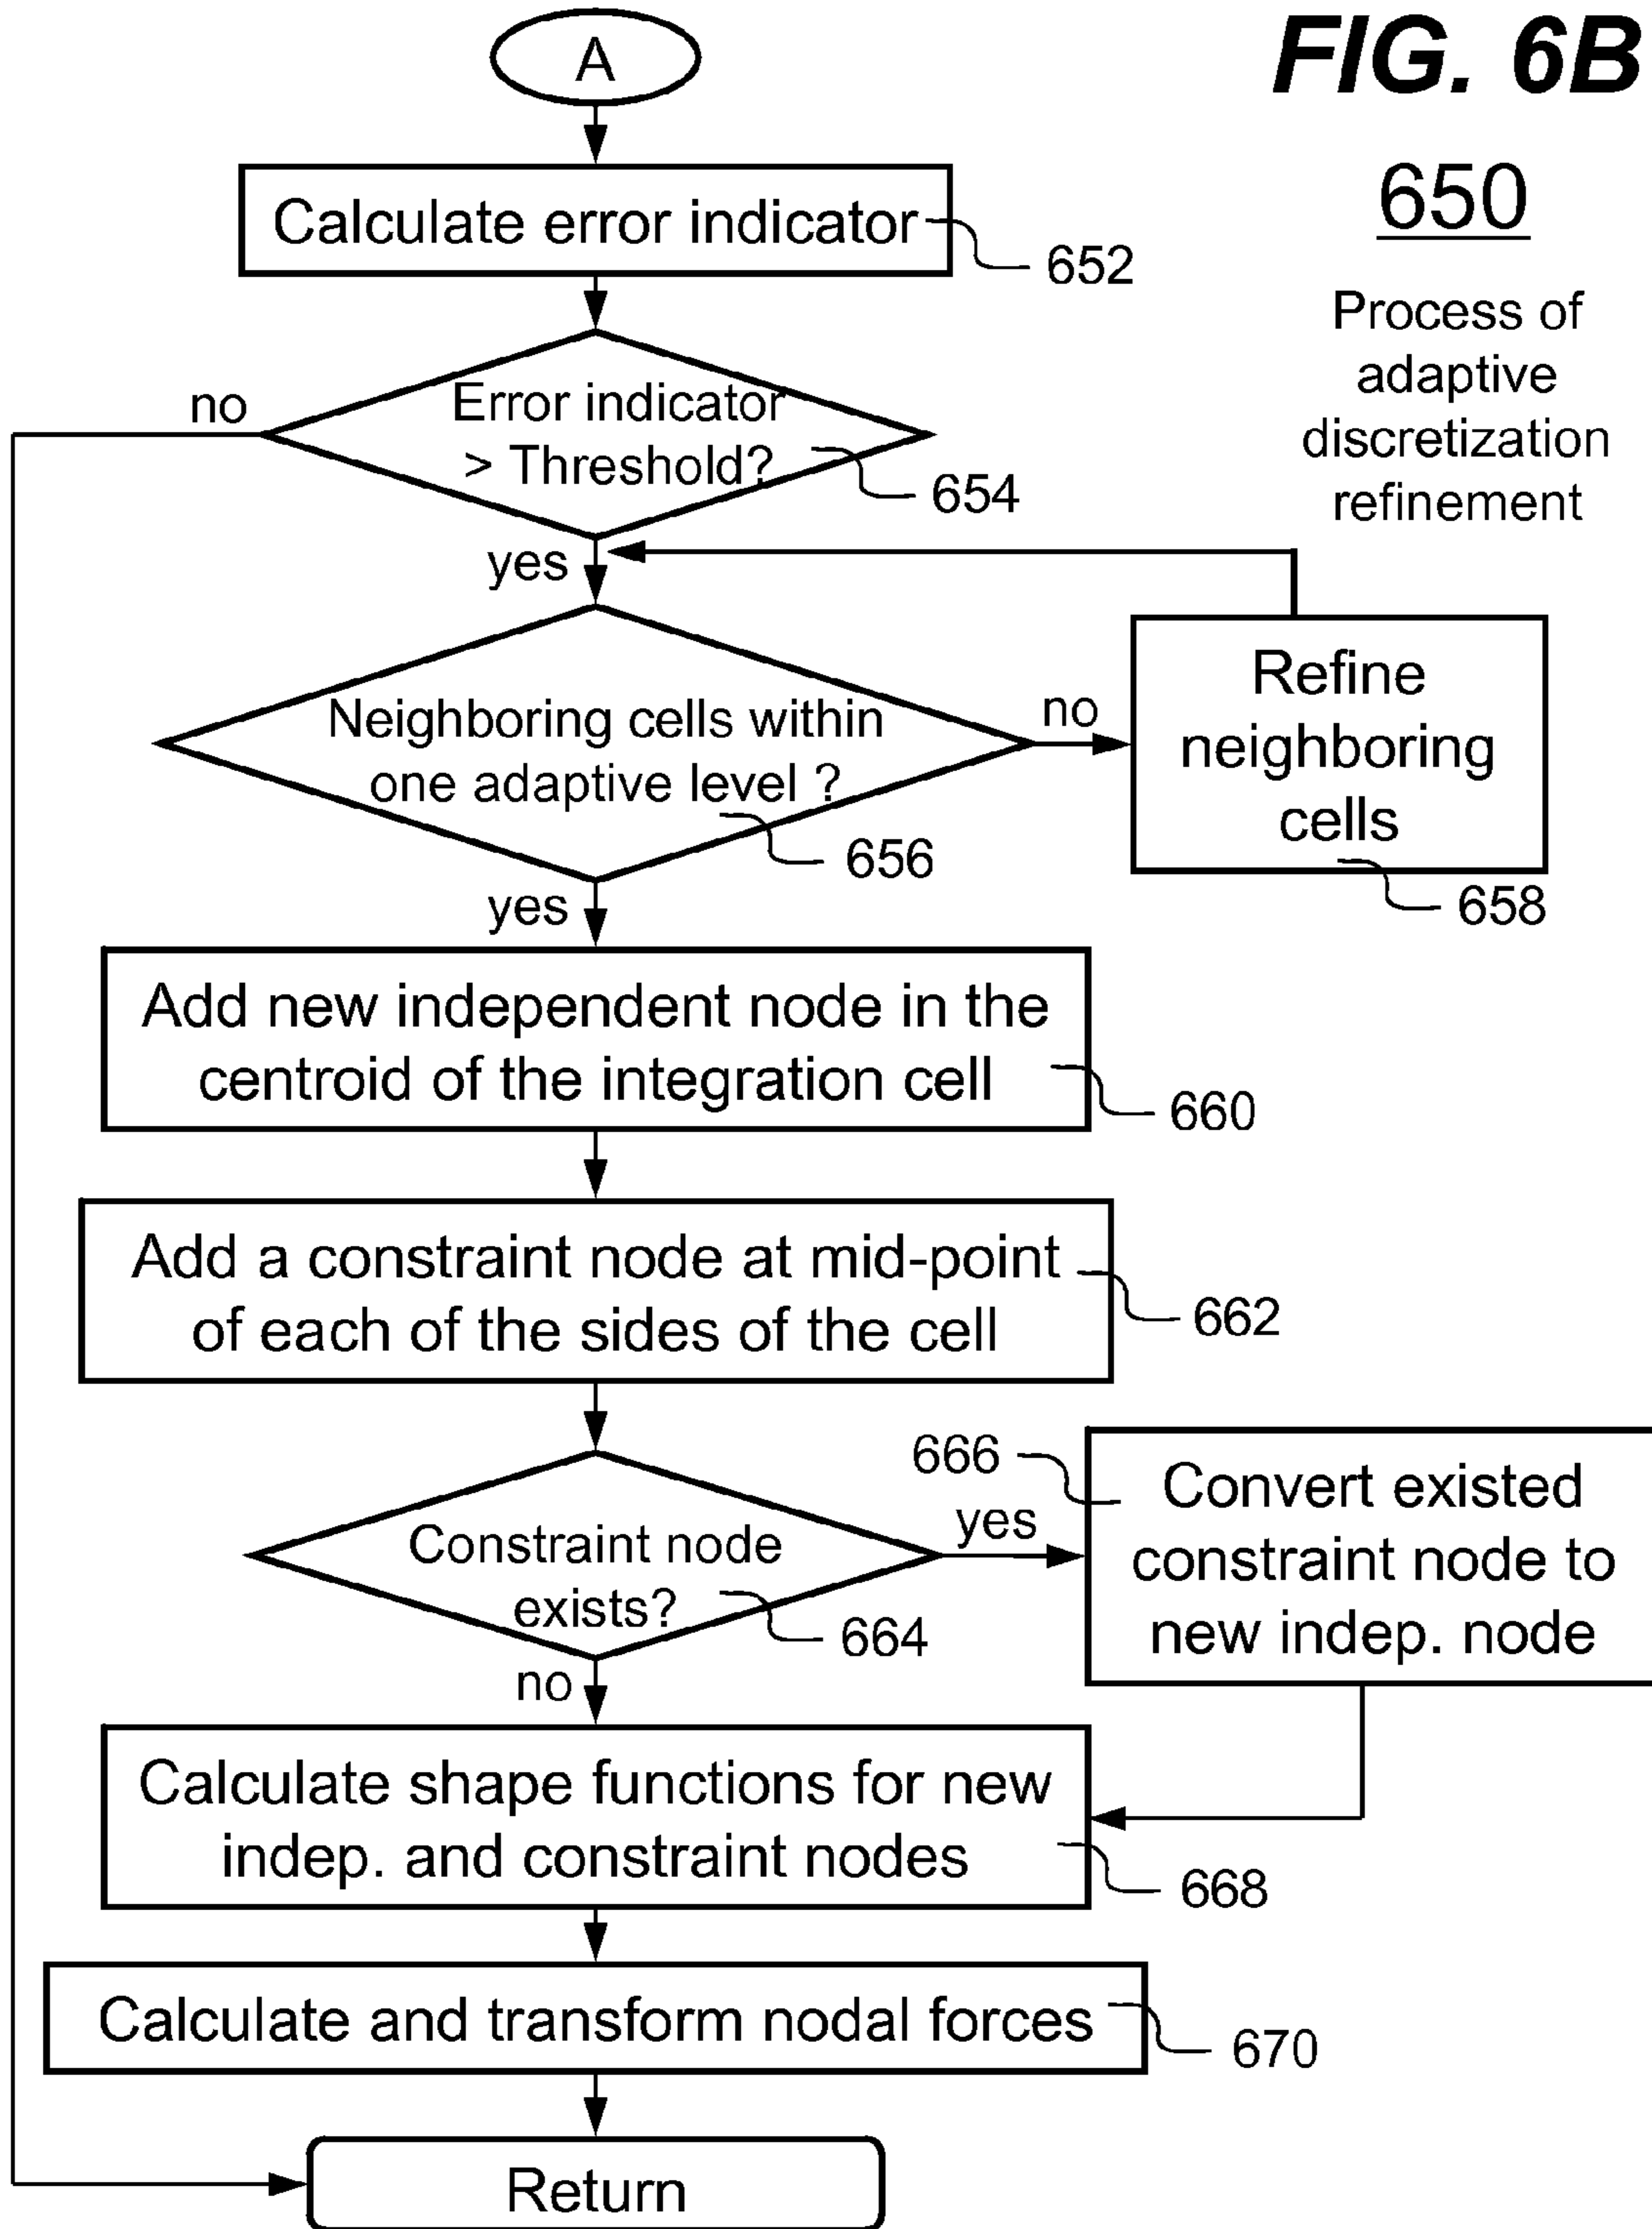 FIG. 6B
650
Process of
adaptive
discretization
refinement
A
Calculate error indicator
652
Error indicator
> Threshold?
654
no
yes
Neighboring cells within
one adaptive level ?
656
no
Refine
neighboring
cells
658
yes
Add new independent node in the
centroid of the integration cell
660
Add a constraint node at mid-point
of each of the sides of the cell
662
Constraint node
exists?
664
yes
666
Convert existed
constraint node to
new indep. node
no
Calculate shape functions for new
indep. and constraint nodes
668
Calculate and transform nodal forces
670
Return